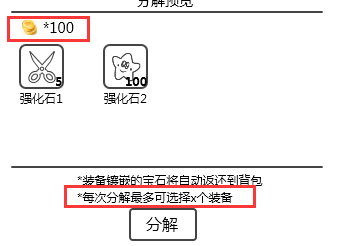 分解预览
*100
5 100
强化石1 强化石2
*装备镶嵌的宝石将自动返还到背包
*每次分解最多可选择x个装备
分解